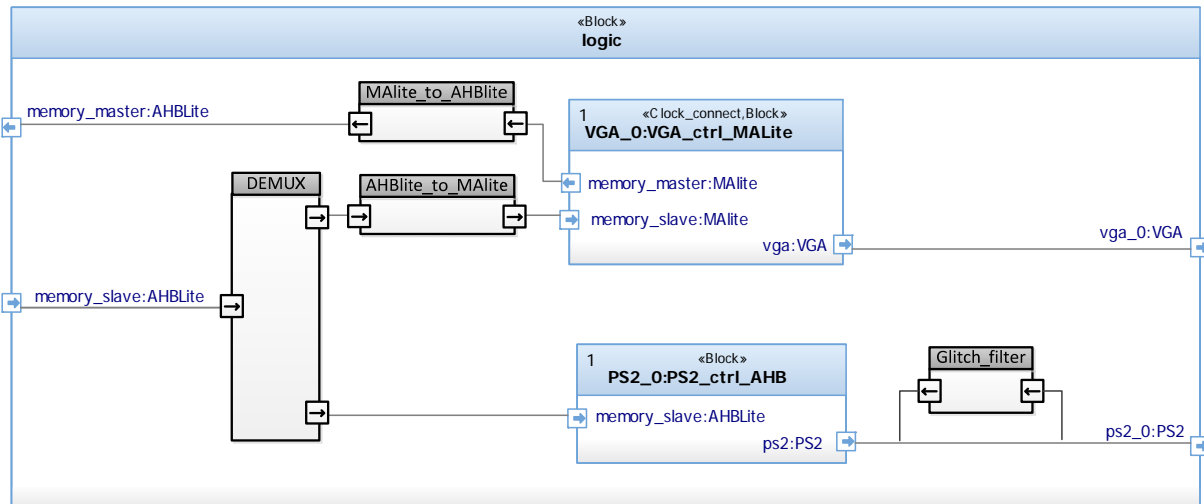 «Block»
logic
MAlite_to_AHBlite
memory_master:AHBLite
1 «Clock_connect,Block»
VGA_0:VGA_ctrl_MALite
DEMUX
AHBlite_to_MAlite
memory_master:MAlite
memory_slave:MAlite
vga:VGA
vga_0:VGA
memory_slave:AHBLite
1 «Block»
PS2_0:PS2_ctrl_AHB
Glitch_filter
memory_slave:AHBLite
ps2:PS2
ps2_0:PS2